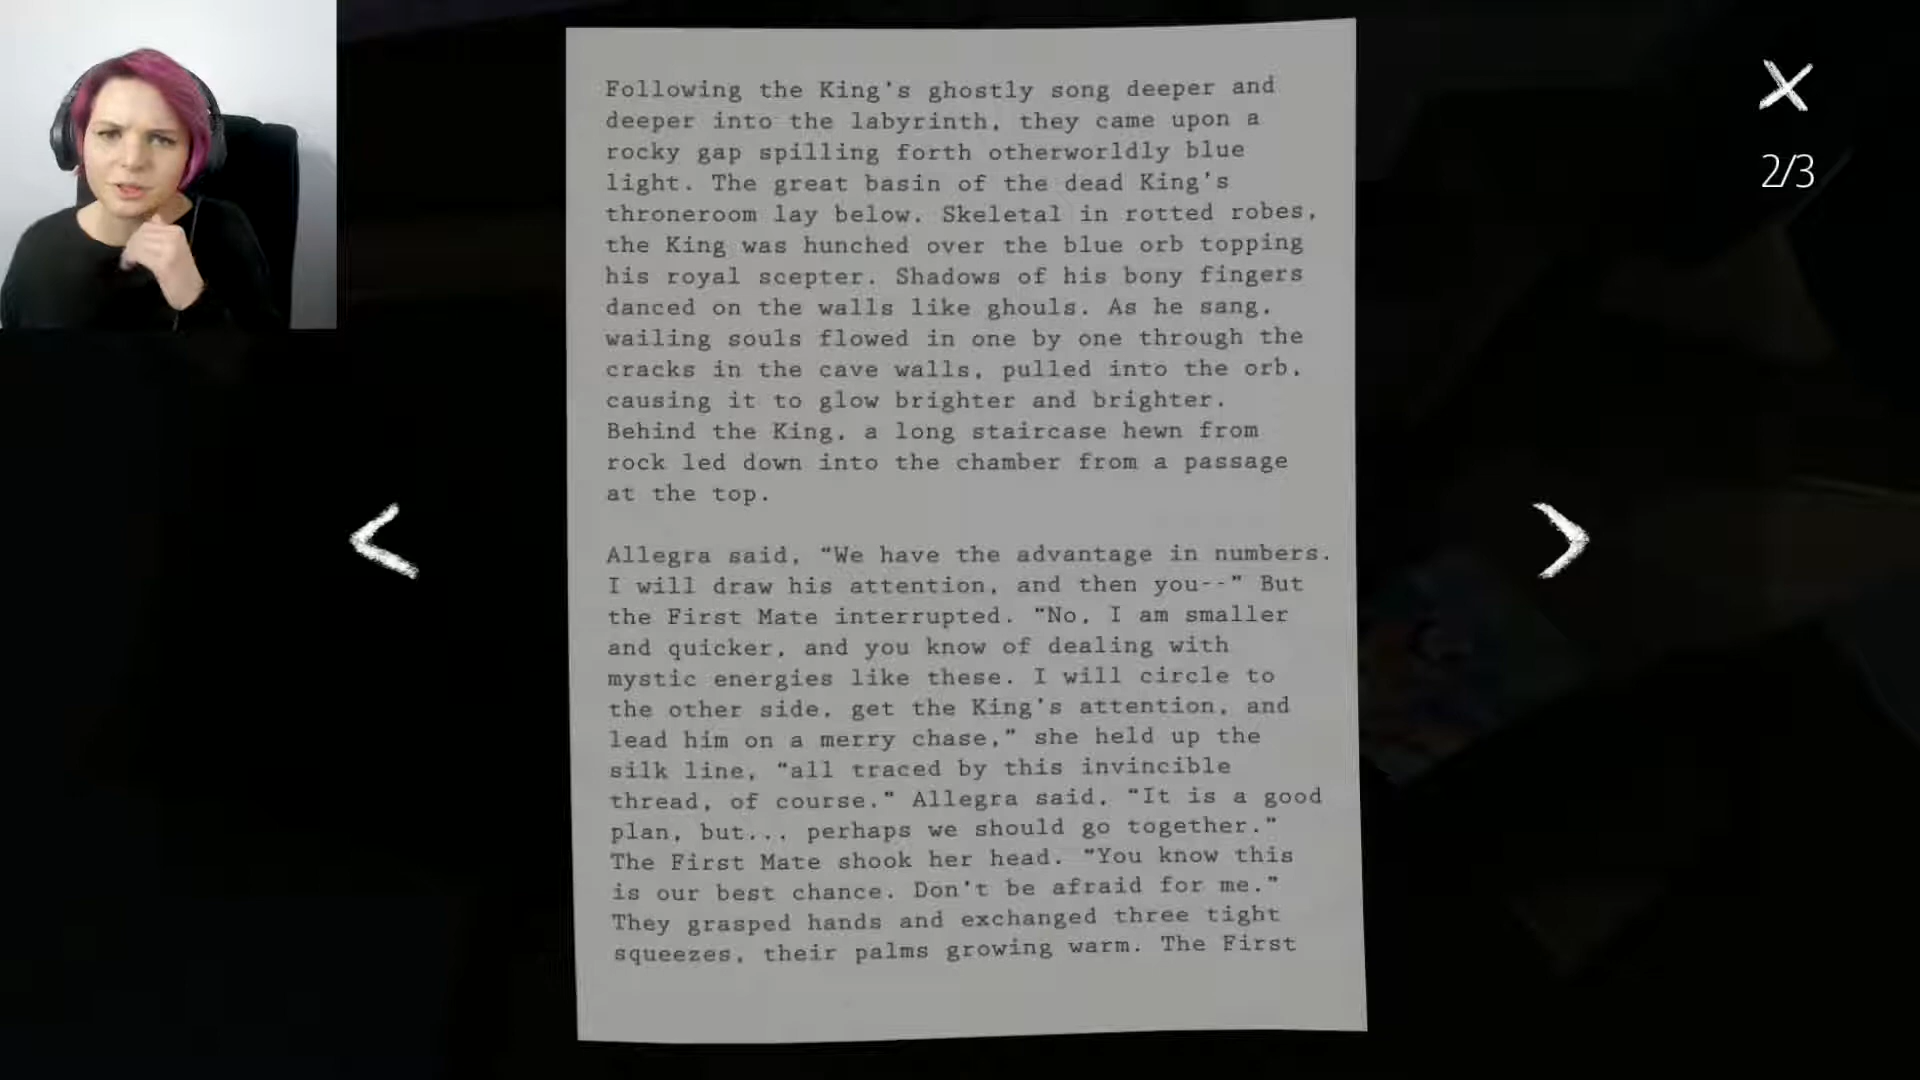 Following the King's ghostly song deeper and
deeper into the labyrinth, they came upon a
rocky gap spilling forth otherworldly blue
light. The great basin of the dead King's
throneroom lay below. Skeletal in rotted robes,
the King was hunched over the blue orb topping
his royal scepter. Shadows of his bony fingers
danced on the walls like ghouls. As he sang,
wailing souls flowed in one by one through the
cracks in the cave walls, pulled into the orb,
causing it to glow brighter and brighter.
Behind the King, a long staircase hewn from
rock led down into the chamber from a passage
at the top.
Allegra said, "We have the advantage in numbers.
I will draw his attention, and then you--" But
the First Mate interrupted. "No, I am smaller
and quicker, and you know of dealing with
mystic energies like these. I will circle to
the other side, get the King's attention, and
lead him on a merry chase," she held up the
silk line, "all traced by this invincible
thread, of course." Allegra said, "It is a good
plan, but... perhaps we should go together."
The First Mate shook her head. "You know this
is our best chance. Don't be afraid for me."
They grasped hands and exchanged three tight
squeezes, their palms growing warm. The First
2/3